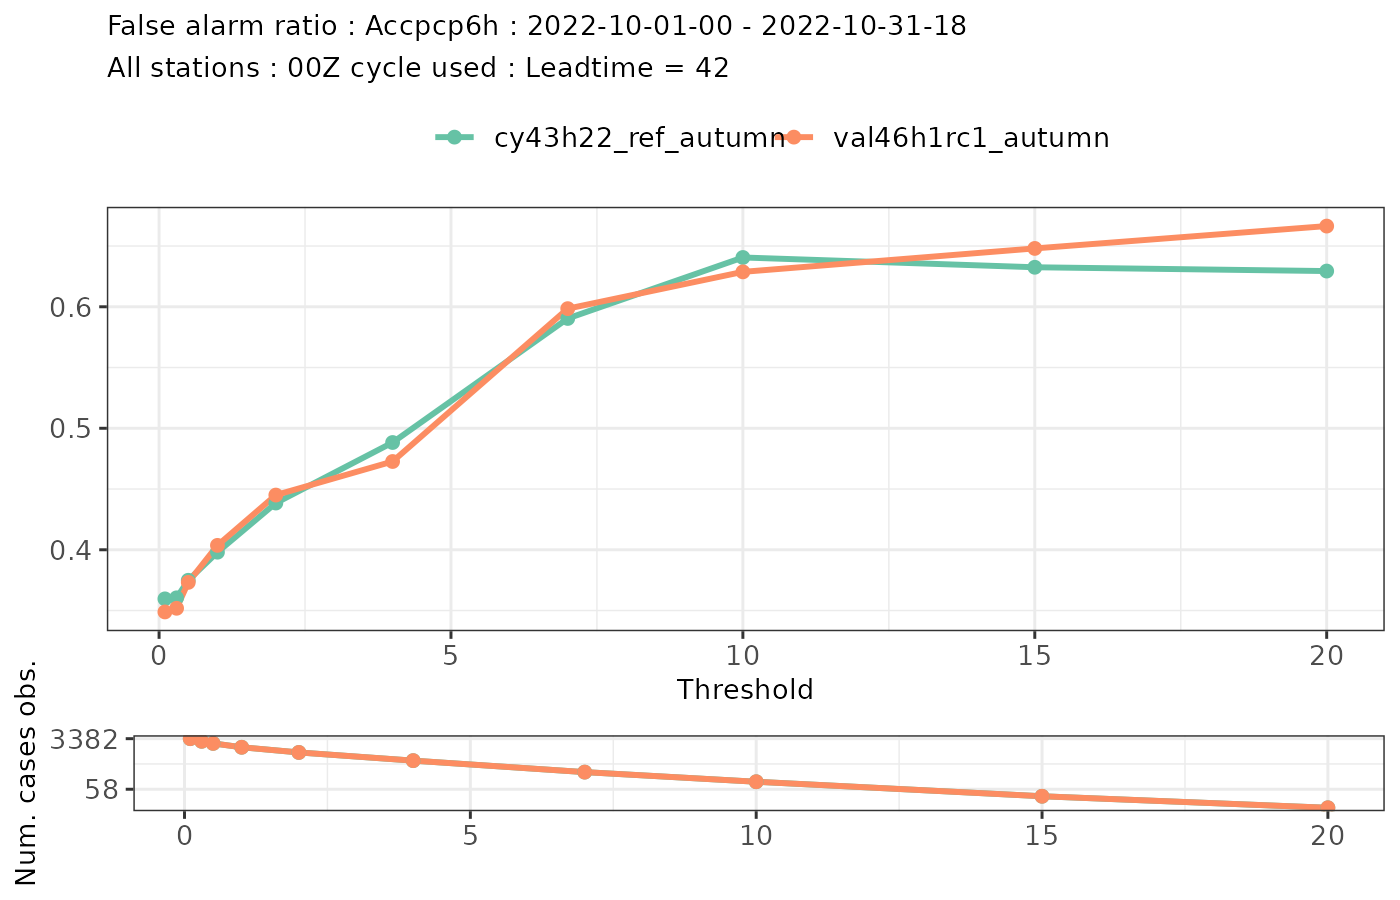 False alarm ratio : Accpcp6h : 2022-10-01-00 - 2022-10-31-18
All stations : 00Z cycle used : Leadtime = 42
cy43h22_ref_autumn val46h1rc1_autumn
0.6
0.5
0.4
0 5 10 15 20
Threshold
Num. cases obs.
3382
58
0 5 10 15 20